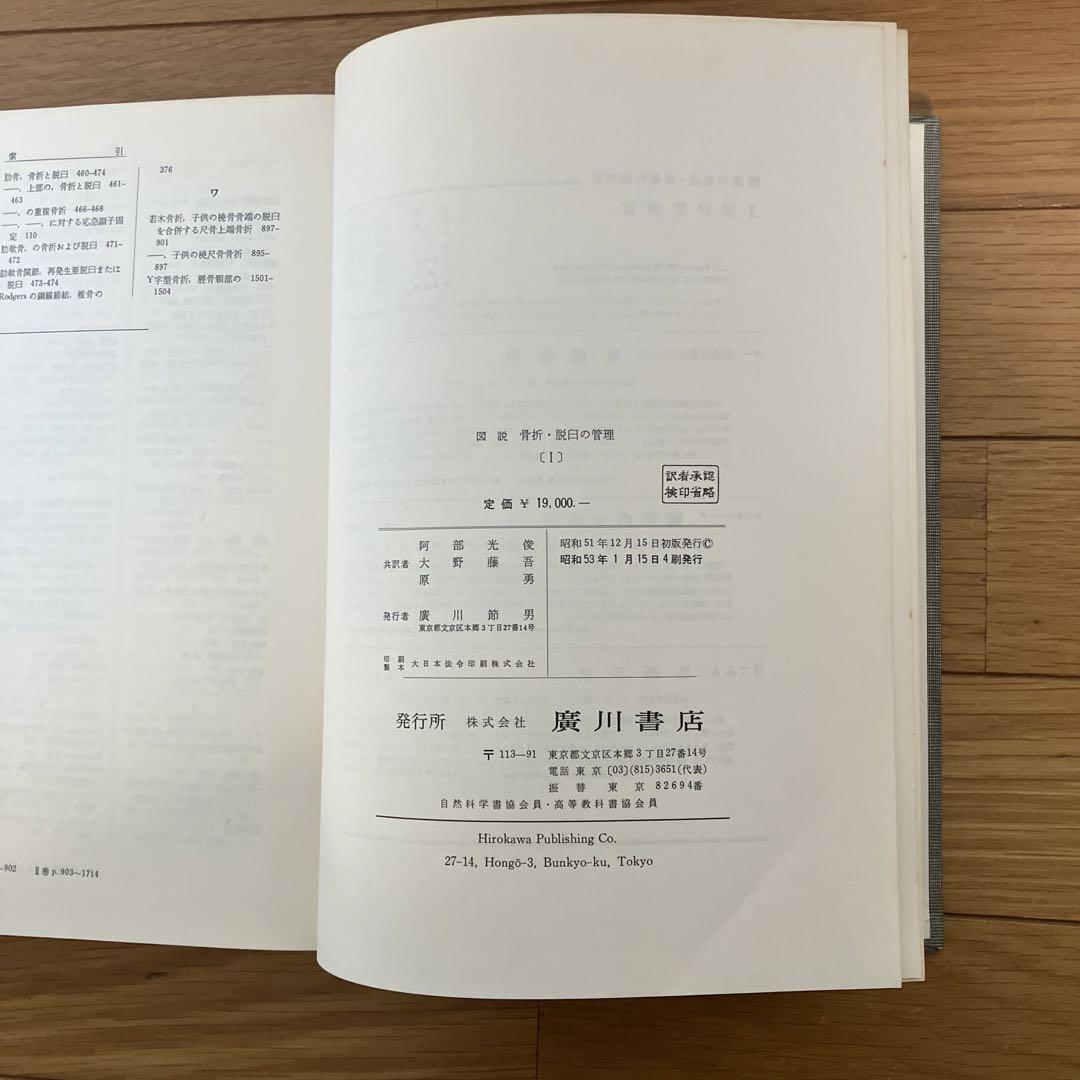 索引
肋骨，骨折と脱臼 460-474
——，上部の，骨折と脱臼 461-
463
——，の重複骨折 466-468
——，——，に対する応急副子固
定 110
肋軟骨，の骨折および脱臼 471-
472
肋軟骨関節，再発生亜脱臼または
脱臼 473-474
Rodgers の鋼線締結，椎骨の
376
ワ
若木骨折，子供の橈骨骨端の脱臼
を合併する尺骨上端骨折 897-
901
——，子供の橈尺骨骨折 895-
897
Y字型骨折，脛骨顆部の 1501-
1504
-902 Ⅱ巻 p.903~1714
図説 骨折・脱臼の管理
〔Ⅰ〕
定価 ¥ 19,000.—
訳者承認
検印省略
共訳者
阿部光俊
大野藤吾
原勇
発行者 廣川節男
東京都文京区本郷3丁目27番14号
印刷
製本 大日本法令印刷株式会社
昭和51年12月15日初版発行©
昭和53年1月15日4刷発行
発行所 株式会社 廣川書店
〒113—91 東京都文京区本郷3丁目27番14号
電話 東京〔03〕(815)3651(代表)
振替 東京 82694番
自然科学書協会員・高等教科書協会員
Hirokawa Publishing Co.
27-14, Hongō-3, Bunkyo-ku, Tokyo